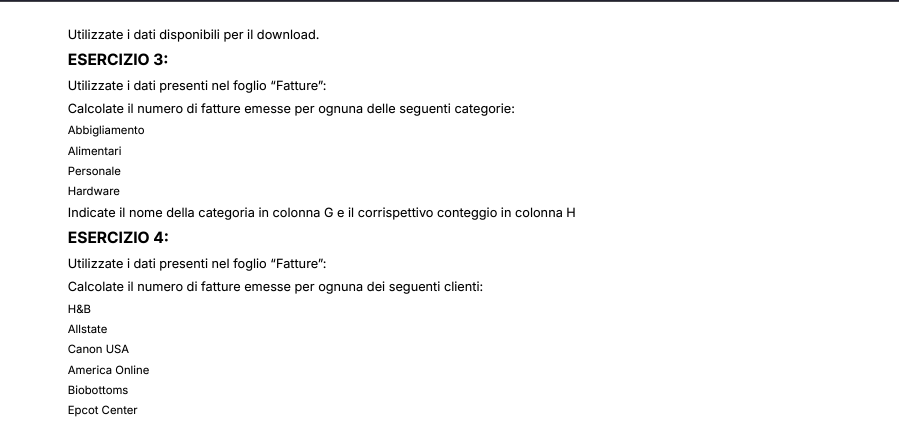 Utilizzate i dati disponibili per il download.
ESERCIZIO 3:
Utilizzate i dati presenti nel foglio “Fatture”:
Calcolate il numero di fatture emesse per ognuna delle seguenti categorie:
Abbigliamento
Alimentari
Personale
Hardware
Indicate il nome della categoria in colonna G e il corrispettivo conteggio in colonna H
ESERCIZIO 4:
Utilizzate i dati presenti nel foglio “Fatture”:
Calcolate il numero di fatture emesse per ognuna dei seguenti clienti:
H&B
Allstate
Canon USA
America Online
Biobottoms
Epcot Center